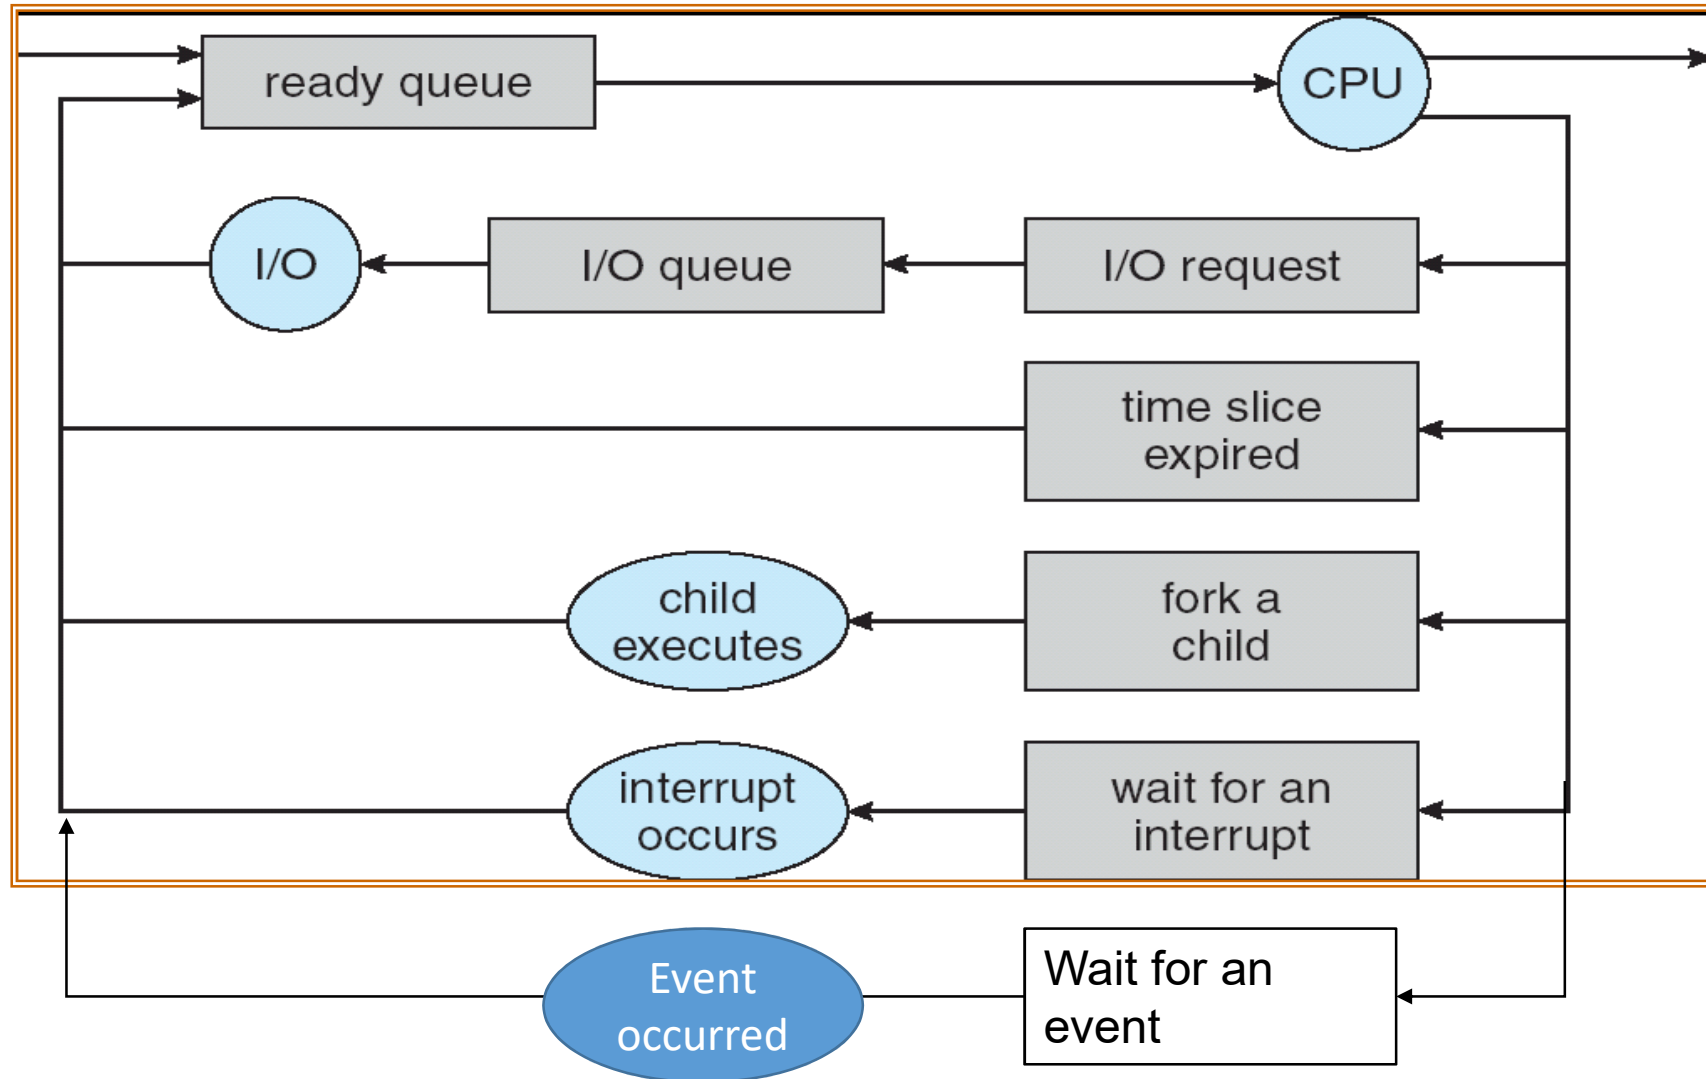 ready queue
CPU
I/O
I/O queue
I/O request
time slice
expired
child
executes
fork a
child
interrupt
occurs
wait for an
interrupt
Event
occurred
Wait for an
event